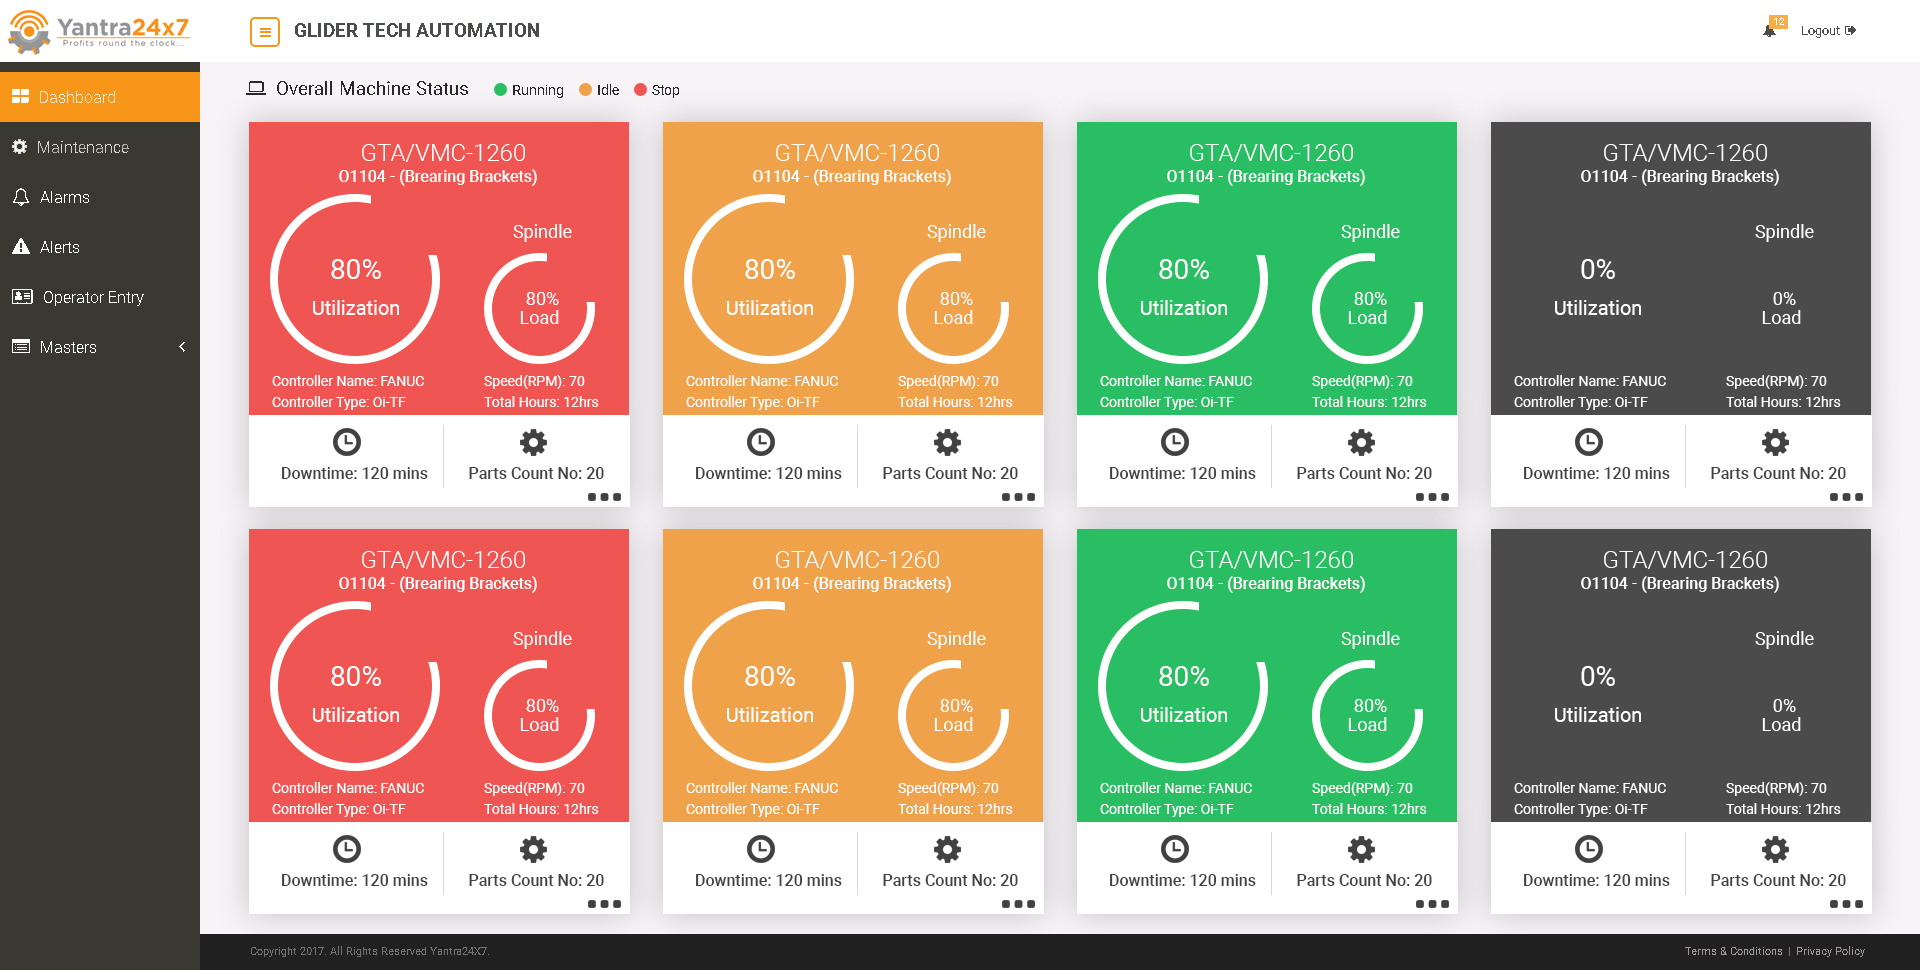 Yantra24x7
Profits round the clock...
GLIDER TECH AUTOMATION
12
Logout
Dashboard
Maintenance
Alarms
Alerts
Operator Entry
Masters
Overall Machine Status
Running
Idle
Stop
GTA/VMC-1260
O1104 - (Brearing Brackets)
80%
Utilization
Spindle
80%
Load
Controller Name: FANUC
Controller Type: Oi-TF
Speed(RPM): 70
Total Hours: 12hrs
Downtime: 120 mins
Parts Count No: 20
GTA/VMC-1260
O1104 - (Brearing Brackets)
80%
Utilization
Spindle
80%
Load
Controller Name: FANUC
Controller Type: Oi-TF
Speed(RPM): 70
Total Hours: 12hrs
Downtime: 120 mins
Parts Count No: 20
GTA/VMC-1260
O1104 - (Brearing Brackets)
80%
Utilization
Spindle
80%
Load
Controller Name: FANUC
Controller Type: Oi-TF
Speed(RPM): 70
Total Hours: 12hrs
Downtime: 120 mins
Parts Count No: 20
GTA/VMC-1260
O1104 - (Brearing Brackets)
0%
Utilization
Spindle
0%
Load
Controller Name: FANUC
Controller Type: Oi-TF
Speed(RPM): 70
Total Hours: 12hrs
Downtime: 120 mins
Parts Count No: 20
GTA/VMC-1260
O1104 - (Brearing Brackets)
80%
Utilization
Spindle
80%
Load
Controller Name: FANUC
Controller Type: Oi-TF
Speed(RPM): 70
Total Hours: 12hrs
Downtime: 120 mins
Parts Count No: 20
GTA/VMC-1260
O1104 - (Brearing Brackets)
80%
Utilization
Spindle
80%
Load
Controller Name: FANUC
Controller Type: Oi-TF
Speed(RPM): 70
Total Hours: 12hrs
Downtime: 120 mins
Parts Count No: 20
GTA/VMC-1260
O1104 - (Brearing Brackets)
80%
Utilization
Spindle
80%
Load
Controller Name: FANUC
Controller Type: Oi-TF
Speed(RPM): 70
Total Hours: 12hrs
Downtime: 120 mins
Parts Count No: 20
GTA/VMC-1260
O1104 - (Brearing Brackets)
0%
Utilization
Spindle
0%
Load
Controller Name: FANUC
Controller Type: Oi-TF
Speed(RPM): 70
Total Hours: 12hrs
Downtime: 120 mins
Parts Count No: 20
Copyright 2017. All Rights Reserved Yantra24X7.
Terms & Conditions | Privacy Policy